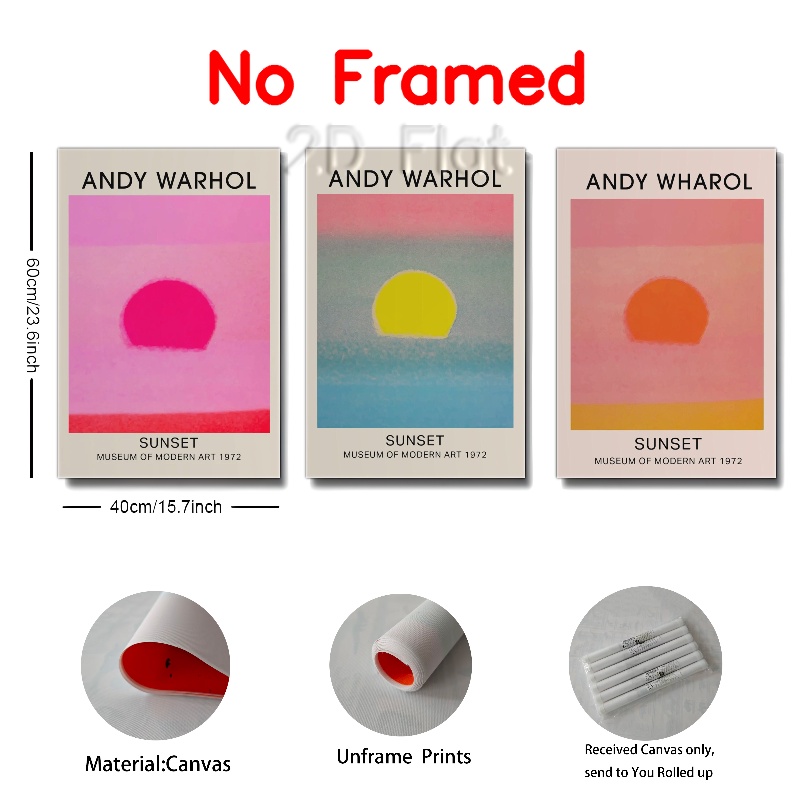 No Framed
2D Flat
ANDY WARHOL
SUNSET
MUSEUM OF MODERN ART 1972
ANDY WARHOL
SUNSET
MUSEUM OF MODERN ART 1972
ANDY WHAROL
SUNSET
MUSEUM OF MODERN ART 1972
60cm/23.6inch
40cm/15.7inch
Material:Canvas
Unframe Prints
Received Canvas only,
send to You Rolled up